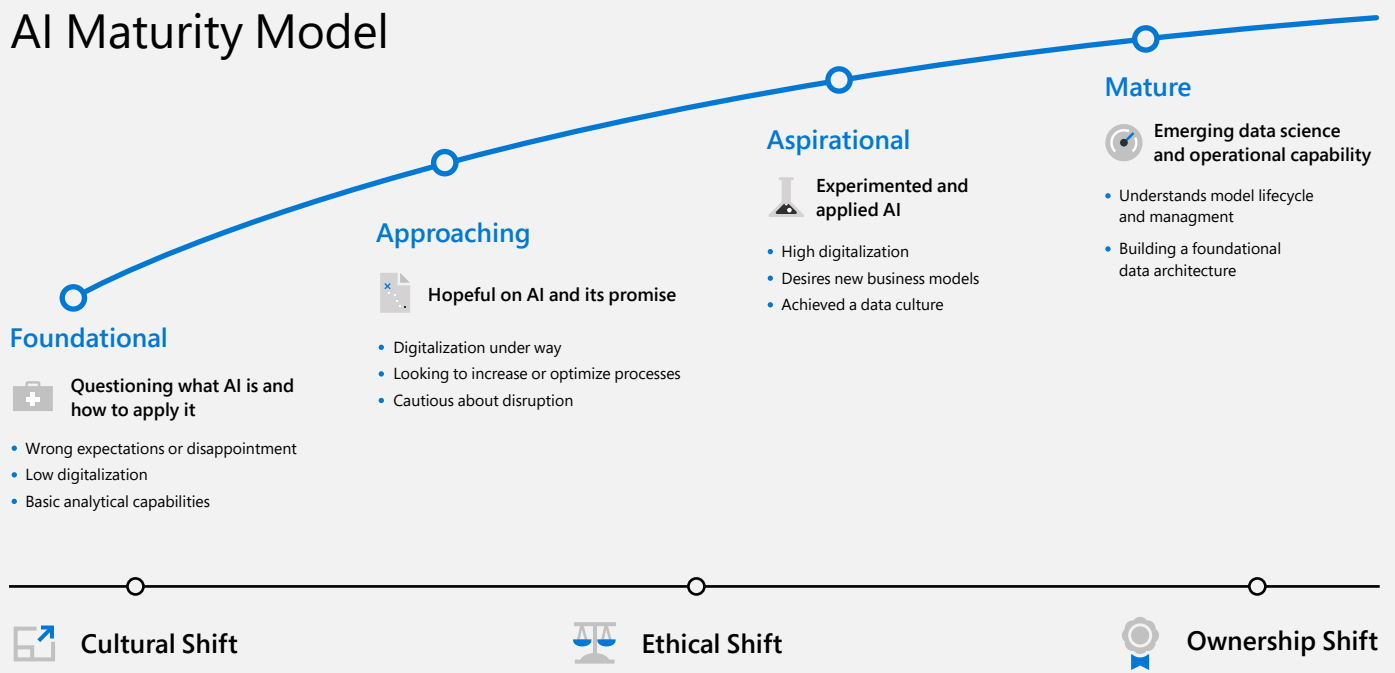 AI Maturity Model
Foundational
Questioning what AI is and
how to apply it
• Wrong expectations or disappointment
• Low digitalization
• Basic analytical capabilities
Approaching
Hopeful on AI and its promise
• Digitalization under way
• Looking to increase or optimize processes
• Cautious about disruption
Aspirational
Experimented and
applied AI
• High digitalization
• Desires new business models
• Achieved a data culture
Mature
Emerging data science
and operational capability
• Understands model lifecycle
and managment
• Building a foundational
data architecture
Cultural Shift
Ethical Shift
Ownership Shift